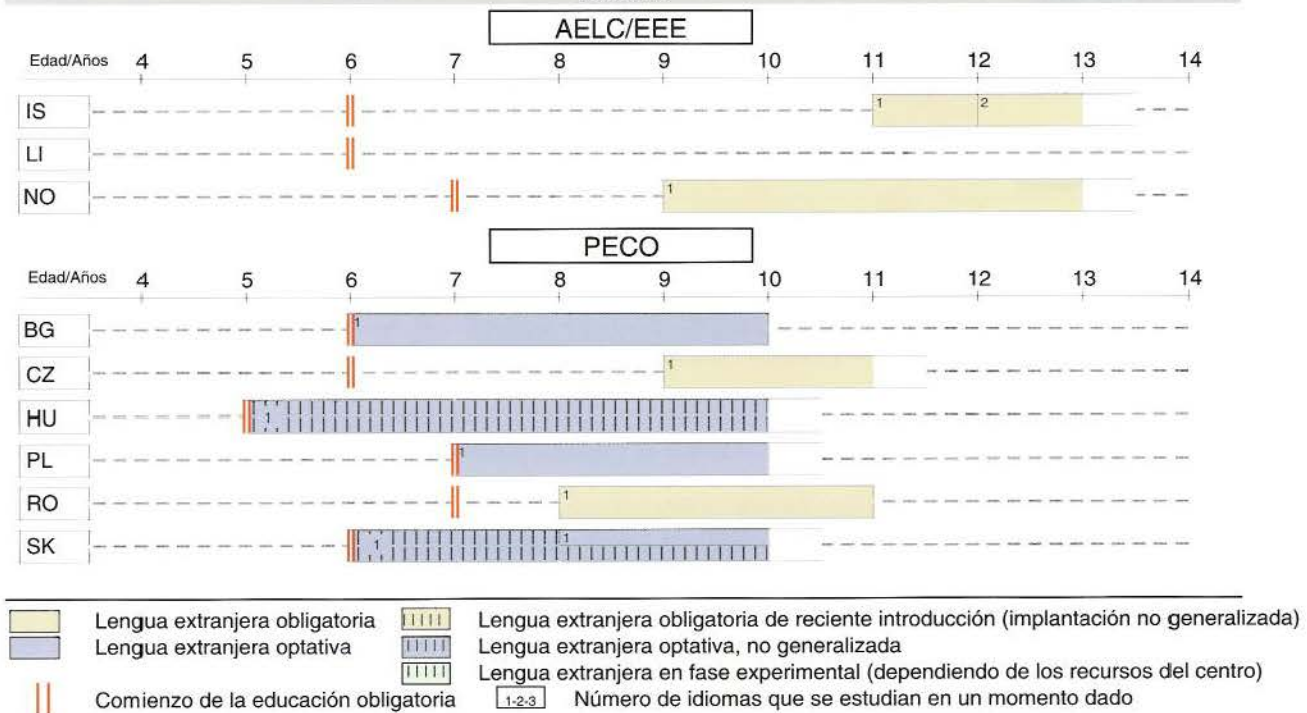 AELC/EEE
Edad/Años 4 5 6 7 8 9 10 11 12 13 14
IS 1 2
LI
NO 1
PECO
Edad/Años 4 5 6 7 8 9 10 11 12 13 14
BG 1
CZ 1
HU 1
PL 1
RO 1
SK 1 1
Lengua extranjera obligatoria Lengua extranjera obligatoria de reciente introducción (implantación no generalizada)
Lengua extranjera optativa Lengua extranjera optativa, no generalizada
Lengua extranjera en fase experimental (dependiendo de los recursos del centro)
Comienzo de la educación obligatoria 1-2-3 Número de idiomas que se estudian en un momento dado